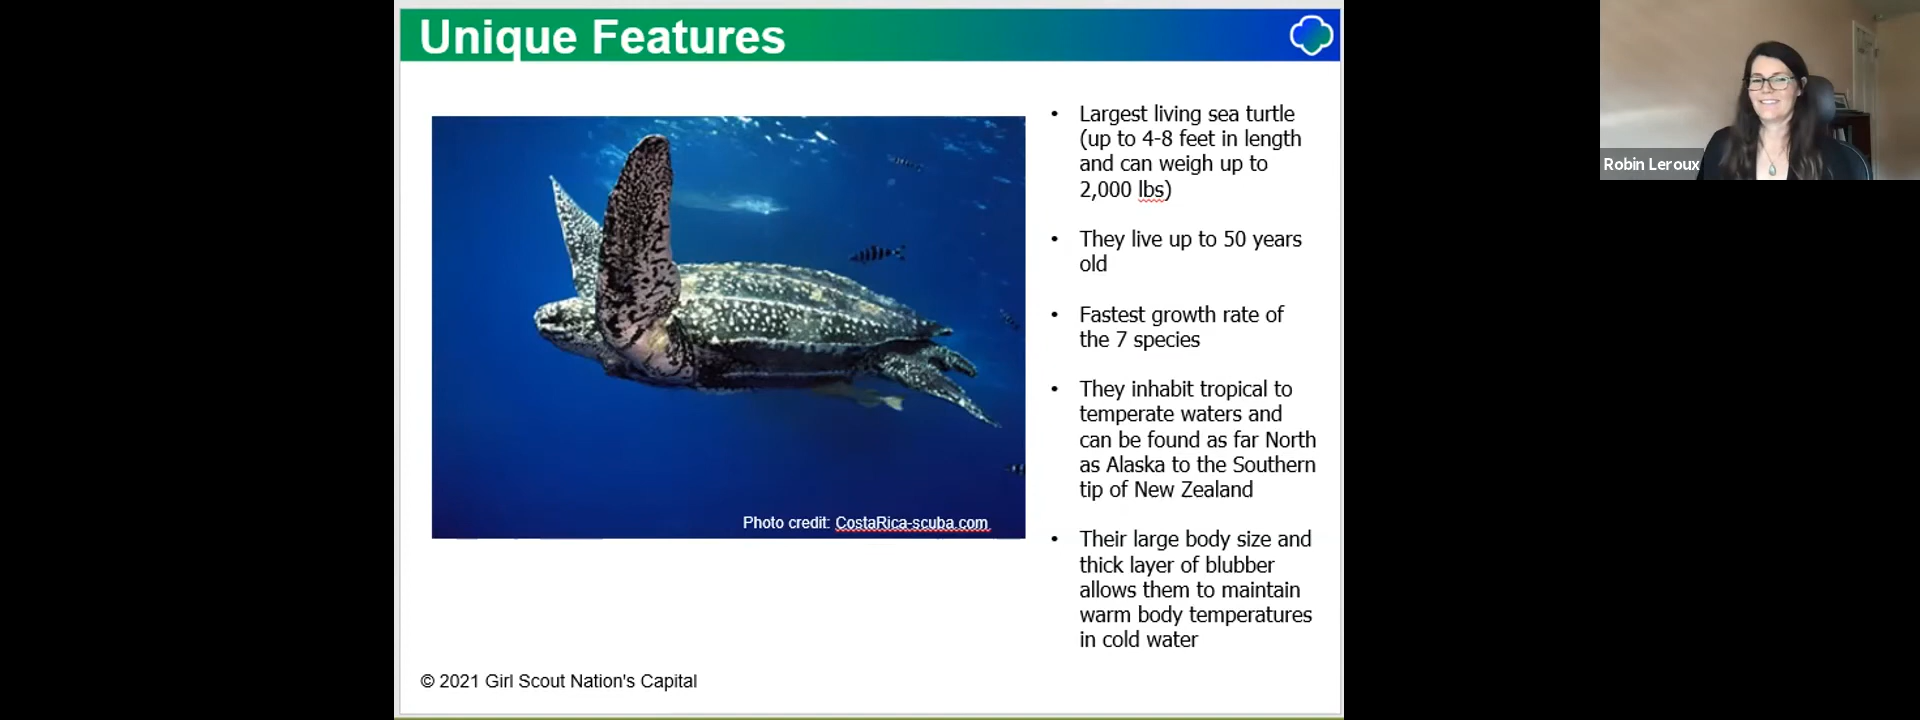 Unique Features
• Largest living sea turtle
(up to 4-8 feet in length
and can weigh up to
2,000 lbs)
• They live up to 50 years
old
• Fastest growth rate of
the 7 species
• They inhabit tropical to
temperate waters and
can be found as far North
as Alaska to the Southern
tip of New Zealand
• Their large body size and
thick layer of blubber
allows them to maintain
warm body temperatures
in cold water
Photo credit: CostaRica-scuba.com
© 2021 Girl Scout Nation's Capital
Robin Leroux